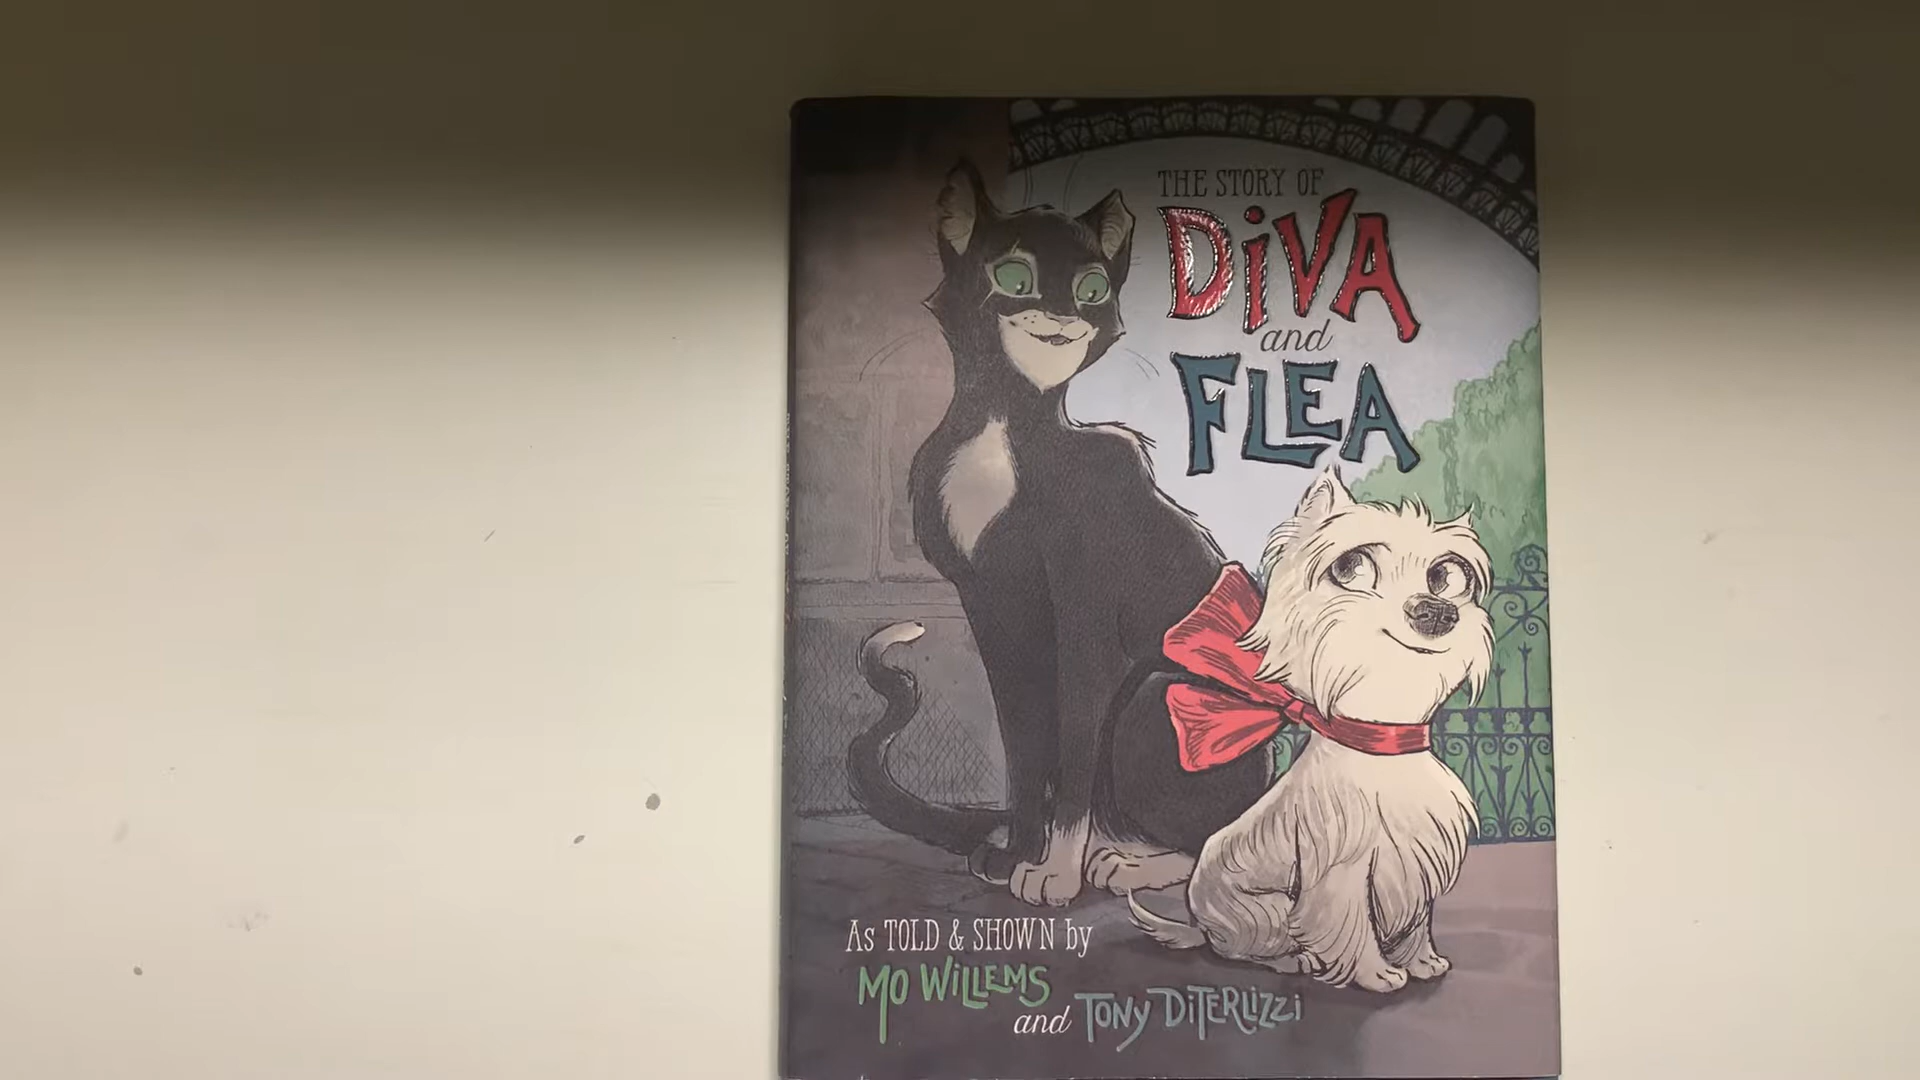 THE STORY OF
DiVA
and
FLEA
As TOLD & SHOWN by
MO WiLLEMS
and TONY DiTERLiZZi